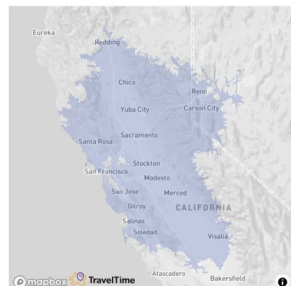 Eureka
Redding
Chico
Reno
Yuba City
Carson City
Sacramento
Santa Rosa
Stockton
San Francisco
Modesto
San Jose
Merced
Gilroy
CALIFORNIA
Salinas
Soledad
Visalia
Atascadero
Bakersfield
mapbox TravelTime